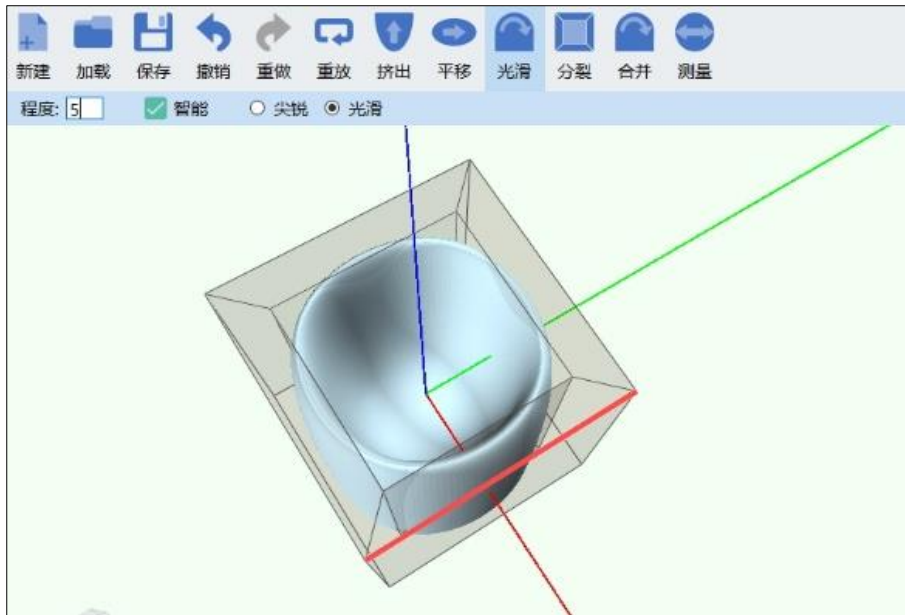 新建 加载 保存 撤销 重做 重放 挤出 平移 光滑 分裂 合并 测量
程度: 5 智能 尖锐 光滑